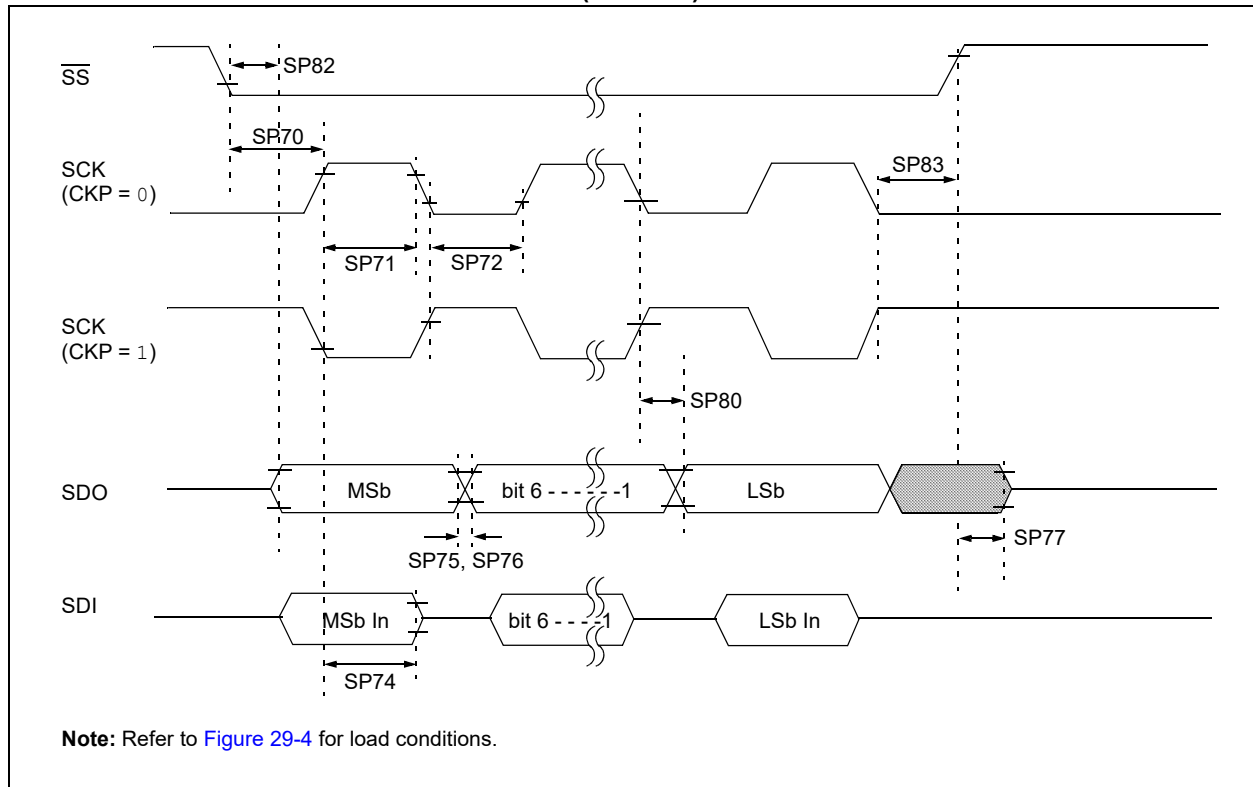 SS
SP82
SP70
SCK
(CKP = 0)
SP83
SP71
SP72
SCK
(CKP = 1)
SP80
SDO
MSb
bit 6 - - - - - - -1
LSb
SP75, SP76
SP77
SDI
MSb In
bit 6 - - - -1
LSb In
SP74
Note: Refer to Figure 29-4 for load conditions.